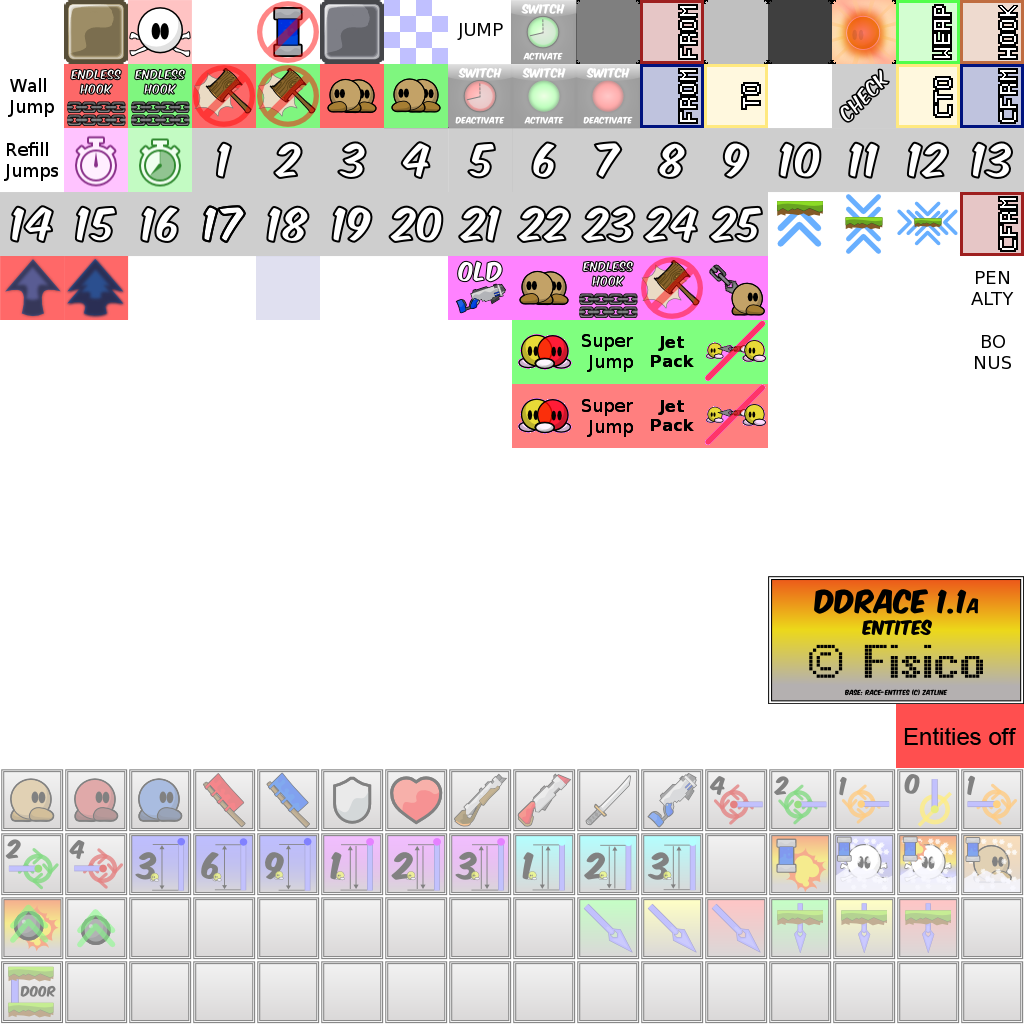 JUMP
SWITCH
ACTIVATE
FROM
WEAP
HOOK
Wall
Jump
ENDLESS
HOOK
ENDLESS
HOOK
SWITCH
DEACTIVATE
SWITCH
ACTIVATE
SWITCH
DEACTIVATE
FROM
TO
CHECK
CTO
CFRM
Refill
Jumps
1 2 3 4 5 6 7 8 9 10 11 12 13
14 15 16 17 18 19 20 21 22 23 24 25
CFRM
OLD
ENDLESS
HOOK
PEN
ALTY
Super
Jump
Jet
Pack
BO
NUS
Super
Jump
Jet
Pack
DDRACE 1.1A
ENTITES
© Fisico
BASE: RACE-ENTITES (C) ZATLINE
Entities off
4 2 1 0 1
2 4 3 6 9 1 2 3 1 2 3
DOOR